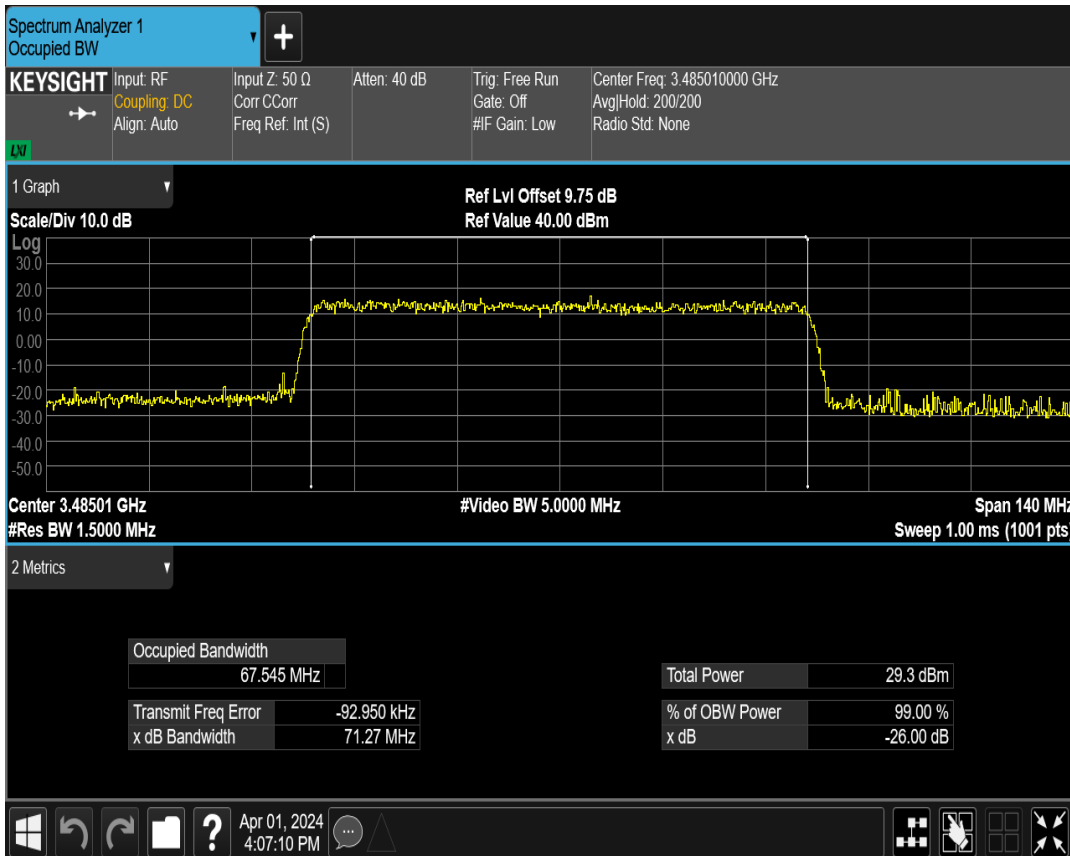 Spectrum Analyzer 1
Occupied BW
+
KEYSIGHT
Input: RF
Coupling: DC
Align: Auto
Input Z: 50 Ω
Corr CCorr
Freq Ref: Int (S)
Atten: 40 dB
Trig: Free Run
Gate: Off
#IF Gain: Low
Center Freq: 3.485010000 GHz
Avg|Hold: 200/200
Radio Std: None
LXI
1 Graph
Scale/Div 10.0 dB
Ref Lvl Offset 9.75 dB
Ref Value 40.00 dBm
Log
30.0
20.0
10.0
0.00
-10.0
-20.0
-30.0
-40.0
-50.0
Center 3.48501 GHz
#Video BW 5.0000 MHz
Span 140 MHz
#Res BW 1.5000 MHz
Sweep 1.00 ms (1001 pts)
2 Metrics
Occupied Bandwidth
67.545 MHz
Total Power 29.3 dBm
Transmit Freq Error -92.950 kHz
% of OBW Power 99.00 %
x dB Bandwidth 71.27 MHz
x dB -26.00 dB
?
Apr 01, 2024
4:07:10 PM